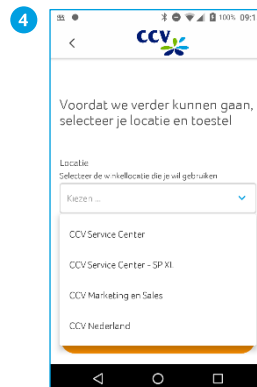 4
100% 09:1
CCV
Voordat we verder kunnen gaan,
selecteer je locatie en toestel
Locatie
Selecteer de winkellocatie die je wil gebruiken
Kiezen ...
CCV Service Center
CCV Service Center - SP XL
CCV Marketing en Sales
CCV Nederland